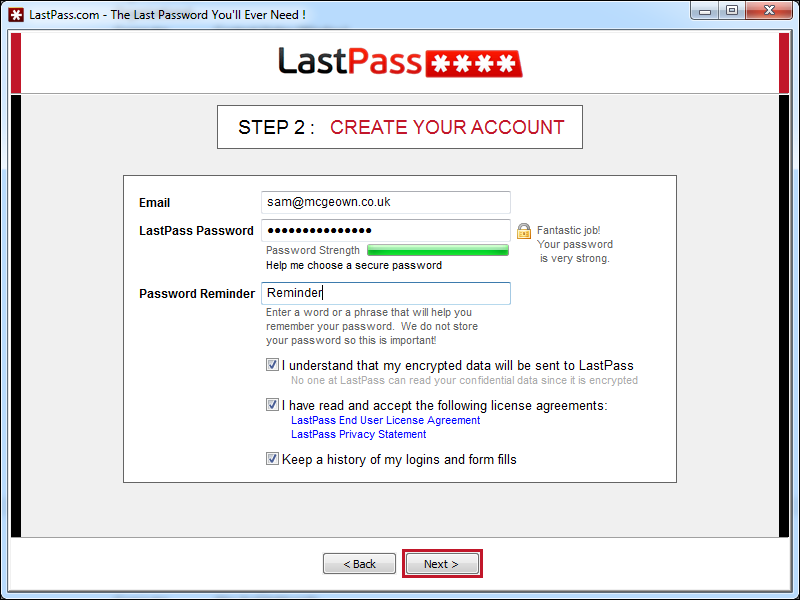 LastPass.com - The Last Password You'll Ever Need !
LastPass ****
STEP 2 : CREATE YOUR ACCOUNT
Email sam@mcgeown.co.uk
LastPass Password ●●●●●●●●●●●●●●●
Fantastic job!
Your password
is very strong.
Password Strength
Help me choose a secure password
Password Reminder Reminder
Enter a word or a phrase that will help you
remember your password. We do not store
your password so this is important!
I understand that my encrypted data will be sent to LastPass
No one at LastPass can read your confidential data since it is encrypted
I have read and accept the following license agreements:
LastPass End User License Agreement
LastPass Privacy Statement
Keep a history of my logins and form fills
< Back Next >